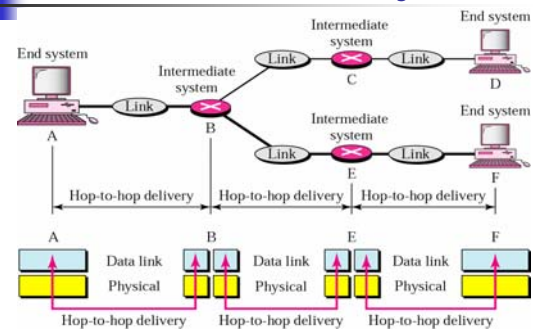 Intermediate
system
End system
End system
Link
Link
Intermediate
system
C
D
Link
A
B
Intermediate
system
End system
Link
Link
E
F
Hop-to-hop delivery
Hop-to-hop delivery
Hop-to-hop delivery
A
B
E
F
Data link
Data link
Data link
Physical
Physical
Physical
Hop-to-hop delivery
Hop-to-hop delivery
Hop-to-hop delivery